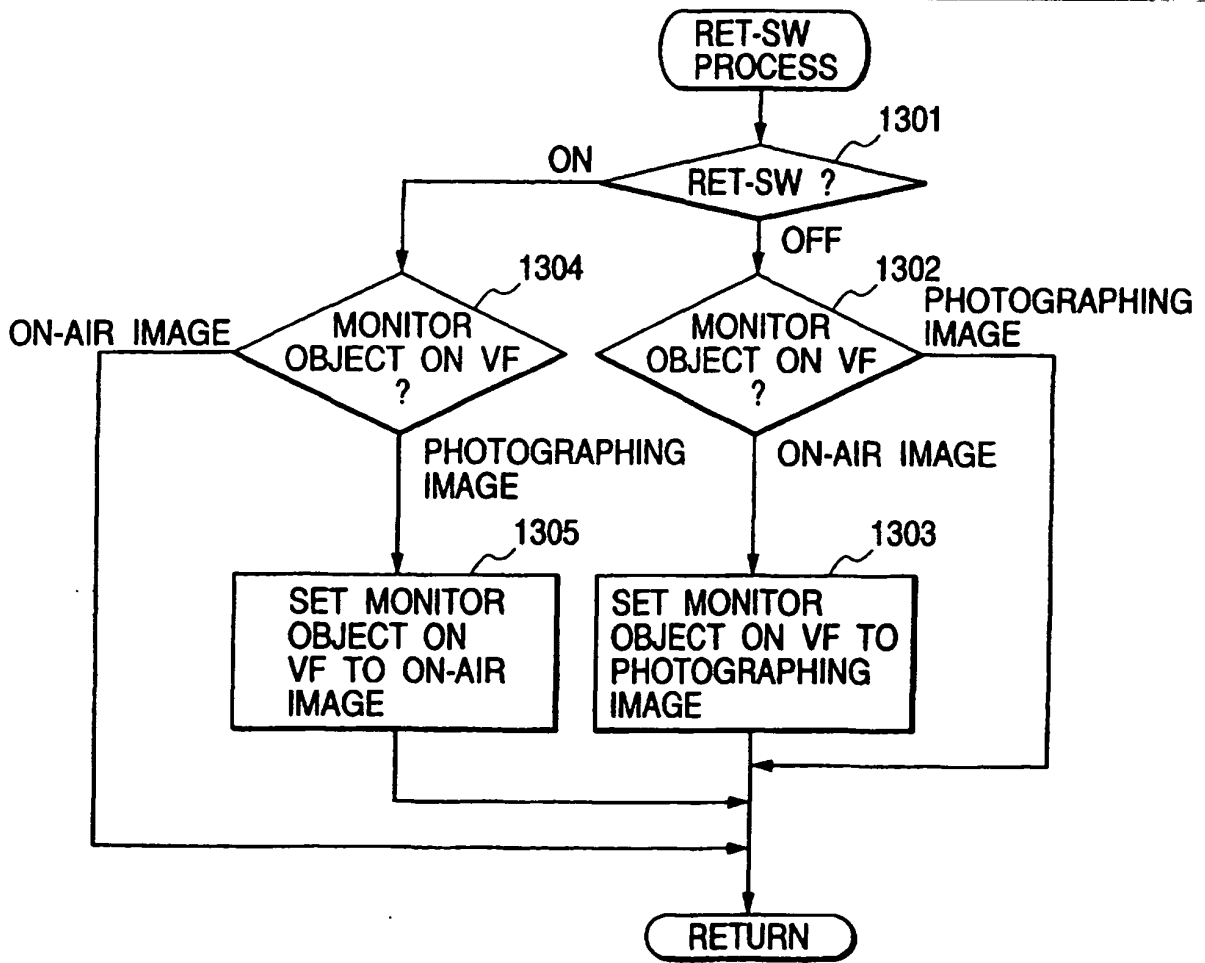 RET-SW
PROCESS
1301
ON
RET-SW ?
OFF
1304
1302
ON-AIR IMAGE
MONITOR
OBJECT ON VF
?
MONITOR
OBJECT ON VF
?
PHOTOGRAPHING
IMAGE
PHOTOGRAPHING
IMAGE
ON-AIR IMAGE
1305
1303
SET MONITOR
OBJECT ON
VF TO ON-AIR
IMAGE
SET MONITOR
OBJECT ON VF TO
PHOTOGRAPHING
IMAGE
RETURN